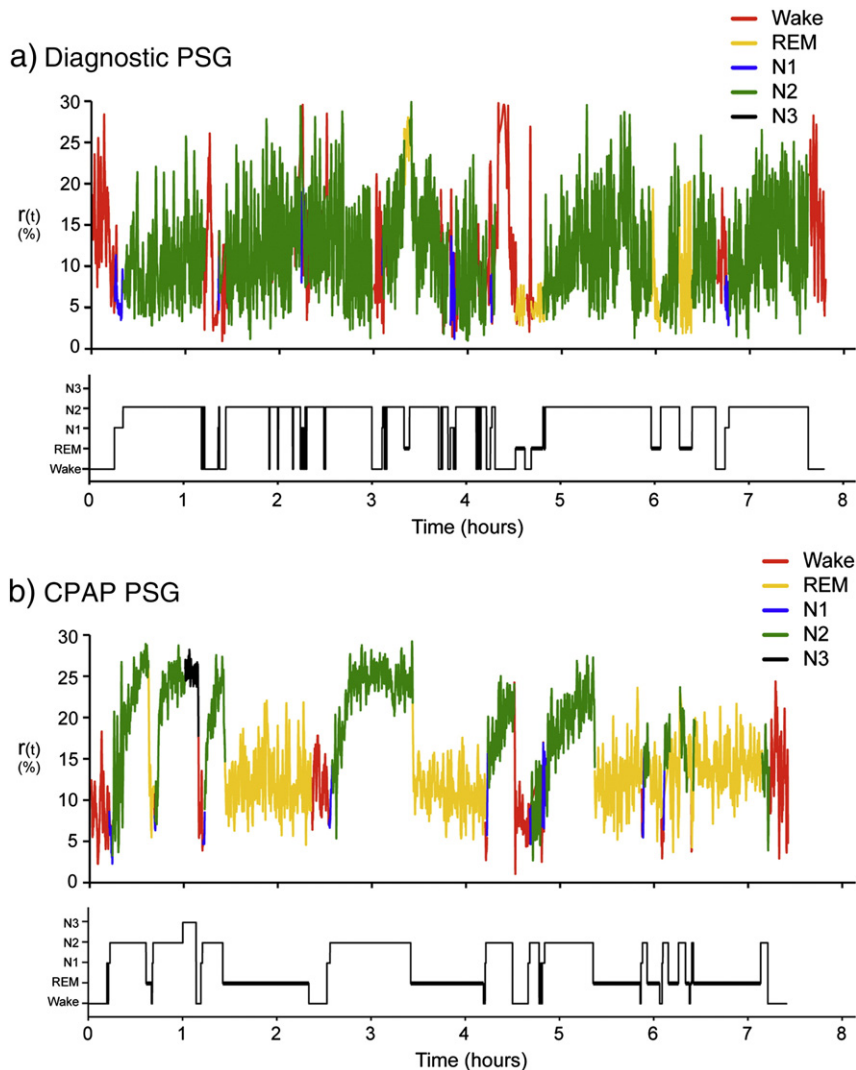 Wake
REM
a) Diagnostic PSG
N1
N2
N3
30
25
20
r(t)
(%)
15
10
5
0
N3
N2
N1
REM
Wake
0 1 2 3 4 5 6 7 8
Time (hours)
Wake
REM
b) CPAP PSG
N1
N2
N3
30
25
20
r(t)
(%)
15
10
5
0
N3
N2
N1
REM
Wake
0 1 2 3 4 5 6 7 8
Time (hours)